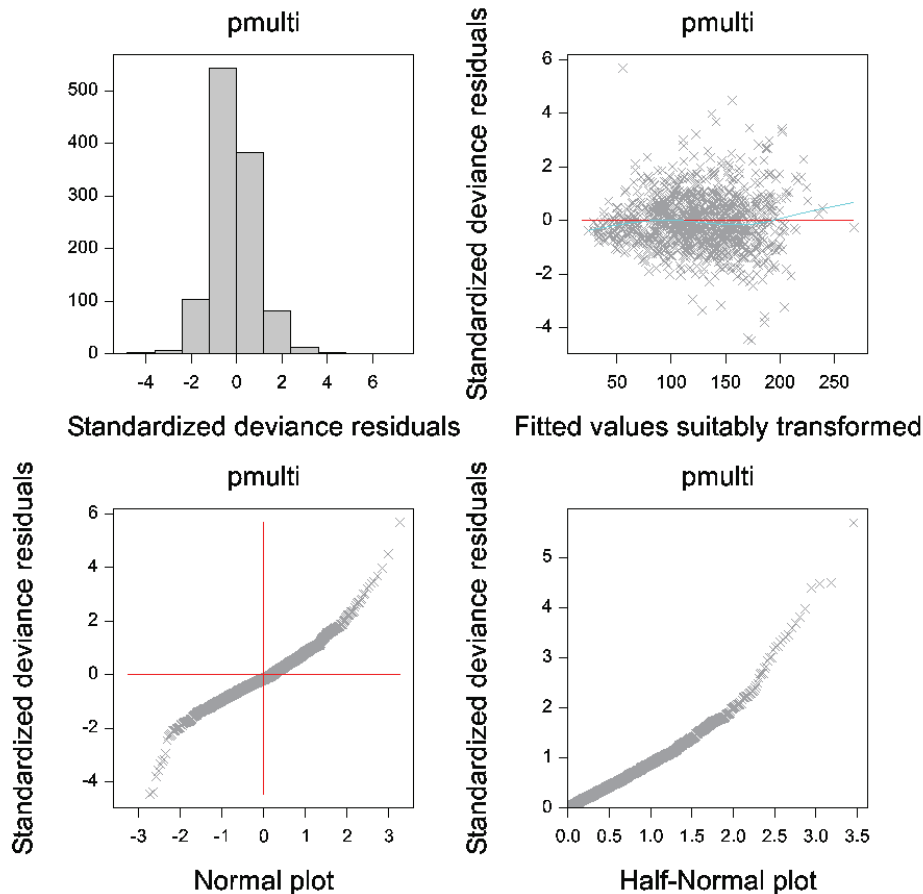 pmulti
Standardized deviance residuals
500
400
300
200
100
0
-4 -2 0 2 4 6
Standardized deviance residuals
pmulti
Standardized deviance residuals
6
4
2
0
-2
-4
50 100 150 200 250
Fitted values suitably transformed
pmulti
Standardized deviance residuals
6
4
2
0
-2
-4
-3 -2 -1 0 1 2 3
Normal plot
pmulti
Standardized deviance residuals
5
4
3
2
1
0
0.0 0.5 1.0 1.5 2.0 2.5 3.0 3.5
Half-Normal plot